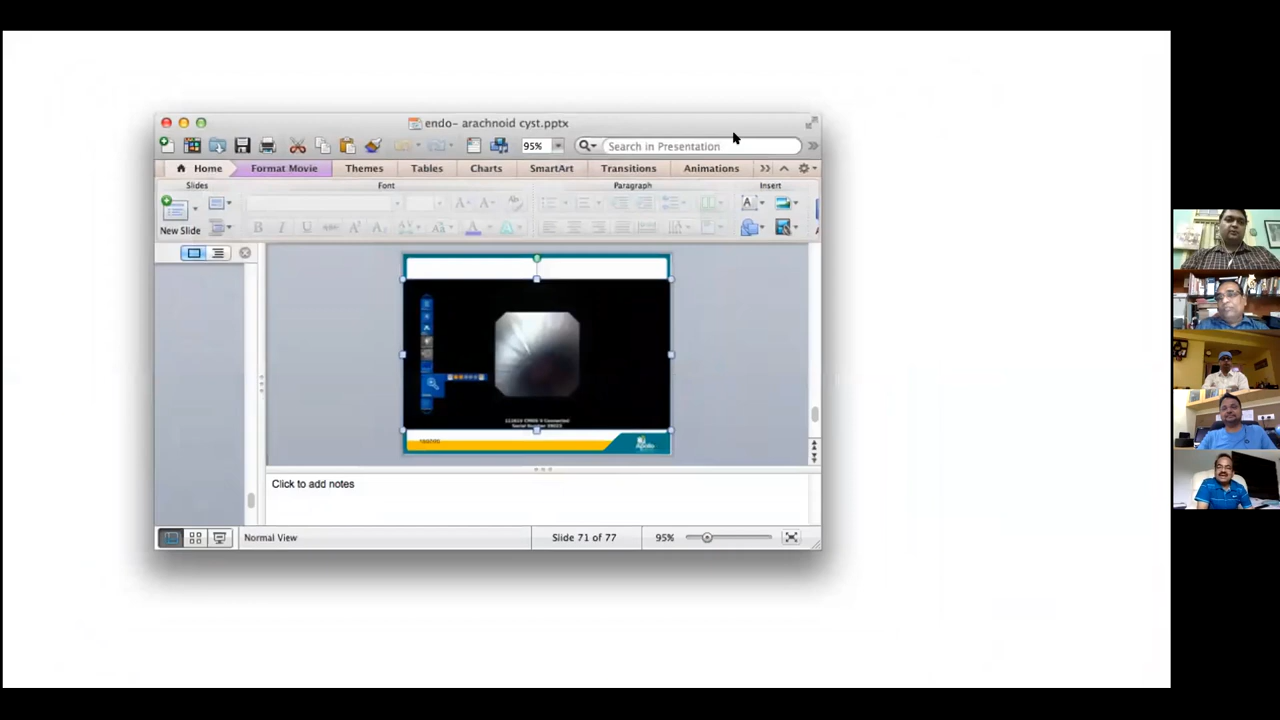 endo- arachnoid cyst.pptx
95%
Search in Presentation
Home
Format Movie
Themes
Tables
Charts
SmartArt
Transitions
Animations
Slides
Font
Paragraph
Insert
New Slide
B I U
Apollo
Click to add notes
Normal View
Slide 71 of 77
95%